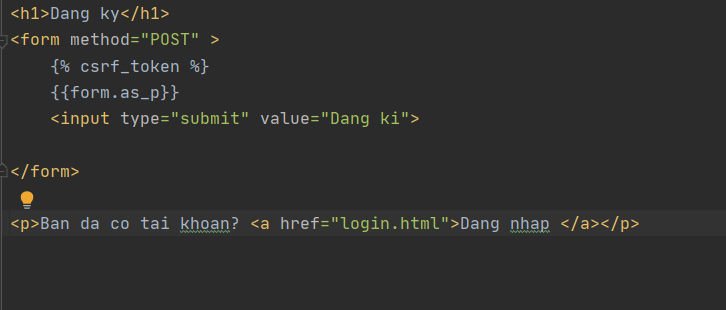 <h1>Dang ky</h1>
<form method="POST" >
{% csrf_token %}
{{form.as_p}}
<input type="submit" value="Dang ki">
</form>
<p>Ban da co tai khoan? <a href="login.html">Dang nhap </a></p>